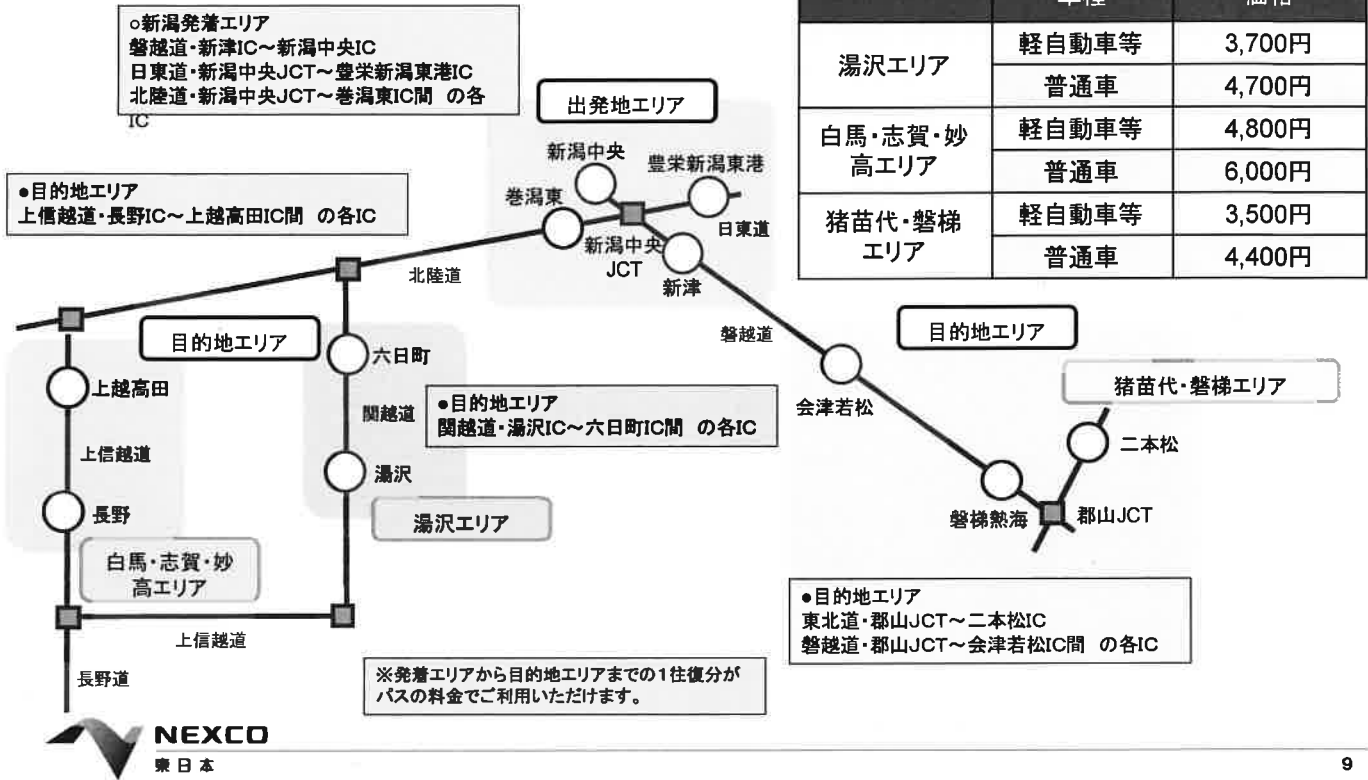 ○新潟発着エリア
磐越道・新津IC～新潟中央IC
日東道・新潟中央JCT～豊栄新潟東港IC
北陸道・新潟中央JCT～巻潟東IC間 の各
IC
車種 価格
湯沢エリア 軽自動車等 3,700円
普通車 4,700円
白馬・志賀・妙
高エリア
軽自動車等 4,800円
普通車 6,000円
猪苗代・磐梯
エリア
軽自動車等 3,500円
普通車 4,400円
出発地エリア
新潟中央
豊栄新潟東港
巻潟東
日東道
新潟中央
JCT
新津
●目的地エリア
上信越道・長野IC～上越高田IC間 の各IC
北陸道
磐越道
目的地エリア
六日町
上越高田
関越道
●目的地エリア
関越道・湯沢IC～六日町IC間 の各IC
上信越道
湯沢
長野
湯沢エリア
白馬・志賀・妙
高エリア
上信越道
長野道
目的地エリア
会津若松
猪苗代・磐梯エリア
二本松
磐梯熱海
郡山JCT
●目的地エリア
東北道・郡山JCT～二本松IC
磐越道・郡山JCT～会津若松IC間 の各IC
※発着エリアから目的地エリアまでの1往復分が
パスの料金でご利用いただけます。
NEXCO
東日本
9